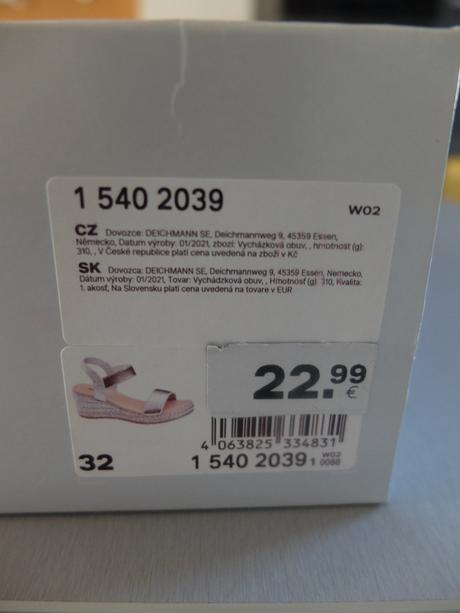 1 540 2039
W02
CZ Dovozce: DEICHMANN SE, Deichmannweg 9, 45359 Essen,
Německo, Datum výroby: 01/2021, zbozi: Vycházková obuv, , hmotnost (g):
310, , V České republice platí cena uvedená na zboží v Kč
SK Dovozca: DEICHMANN SE, Deichmannweg 9, 45359 Essen, Nemecko,
Dátum výroby: 01/2021, Tovar: Vychádzková obuv, , Hmotnosť (g): 310, Kvalita:
1. akosť, Na Slovensku platí cena uvedená na tovare v EUR
22.99
€
4 063825 334831
32
1 540 2039 1
W02
0088